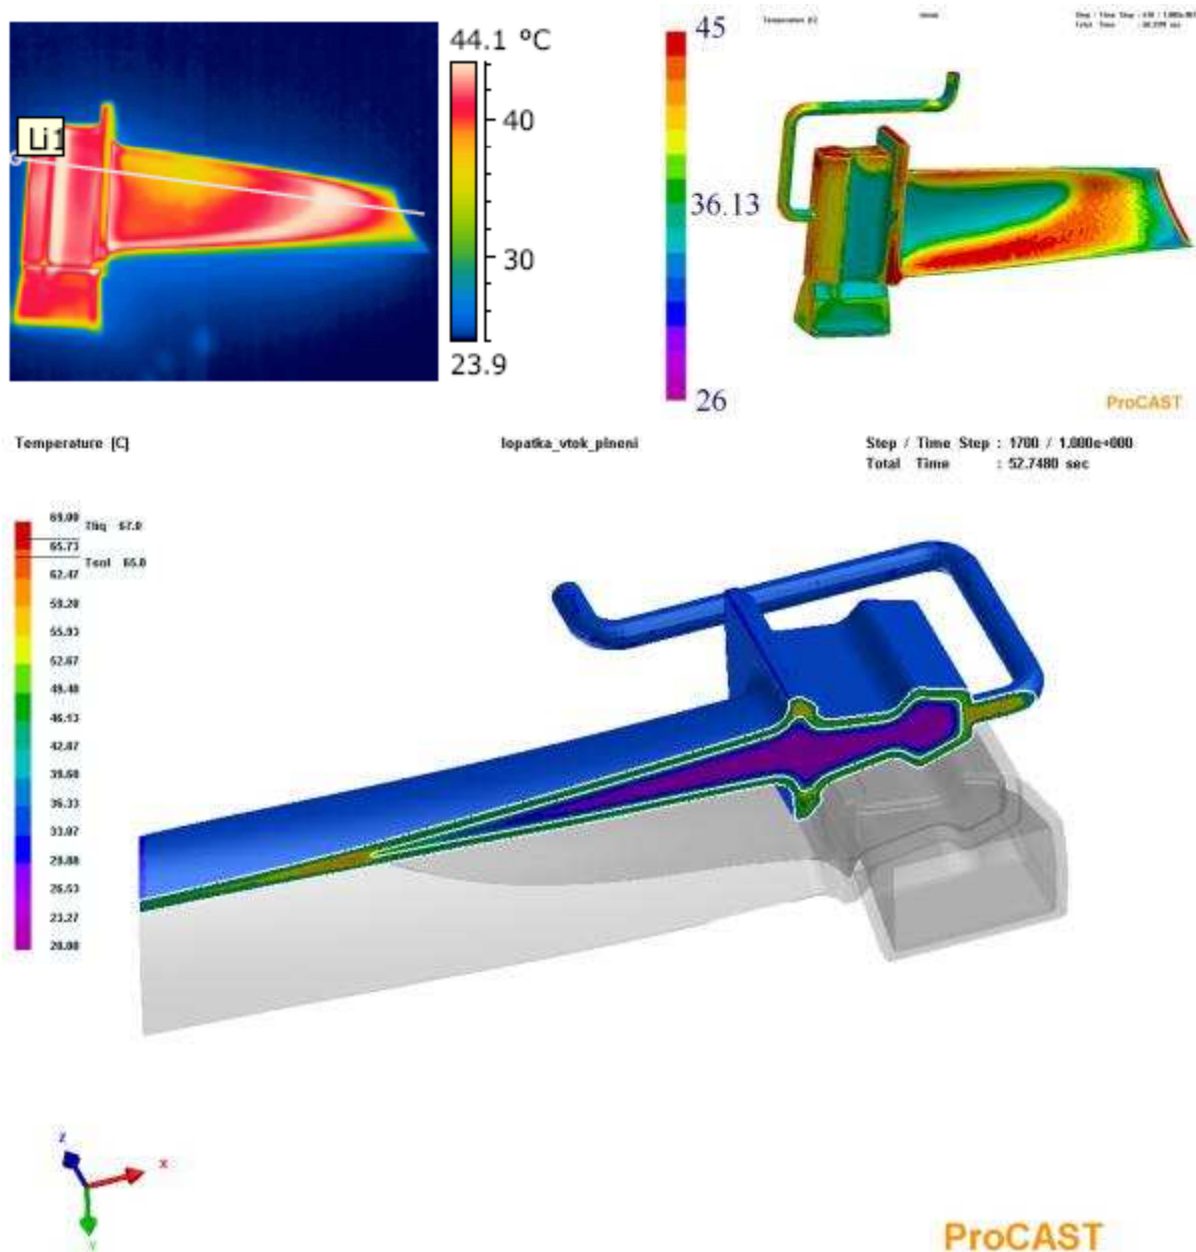 44.1 °C
Li1
40
30
23.9
45
36.13
26
Temperature [C]
ProCAST
Temperature [C]
lopatka_vtok_plneni
Step / Time Step : 1700 / 1.000e+000
Total Time : 52.7480 sec
69.00
Tliq 67.0
65.73
Tsol 65.0
62.47
59.20
55.93
52.67
49.40
46.13
42.87
39.60
36.33
33.07
29.80
26.53
23.27
20.00
Z
X
Y
ProCAST